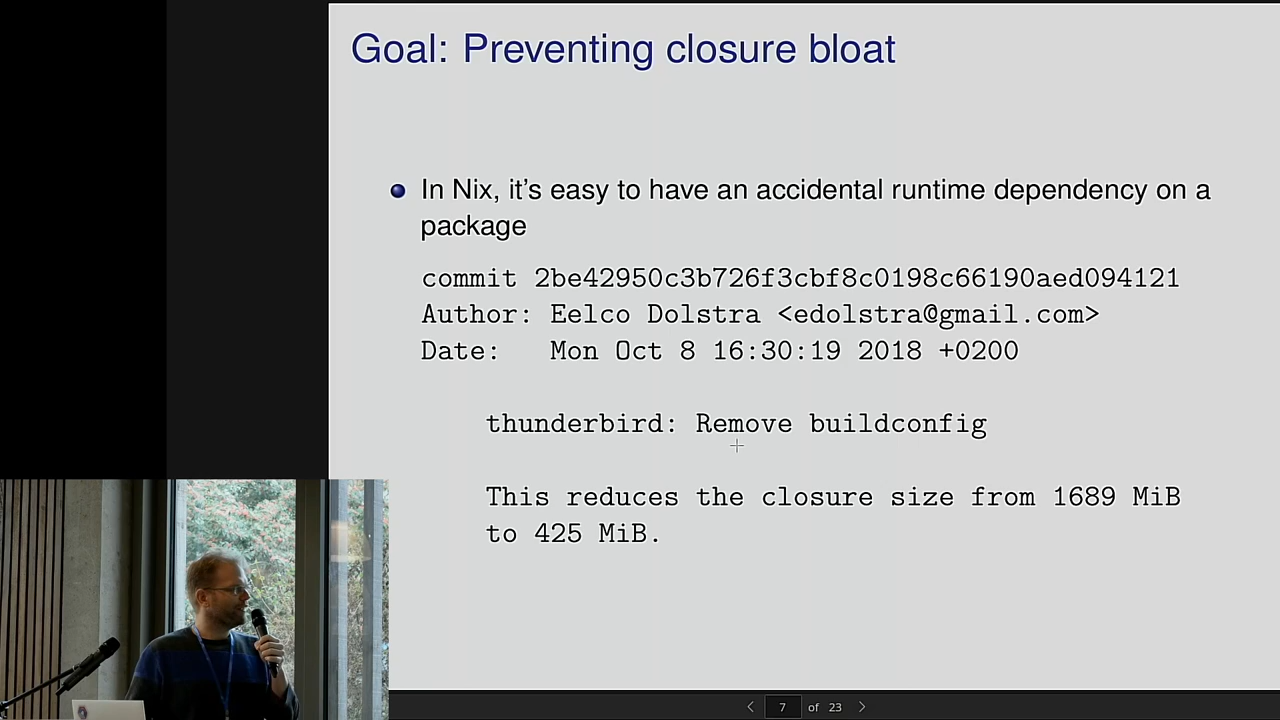 Goal: Preventing closure bloat
In Nix, it's easy to have an accidental runtime dependency on a
package
commit 2be42950c3b726f3cbf8c0198c66190aed094121
Author: Eelco Dolstra <edolstra@gmail.com>
Date:   Mon Oct 8 16:30:19 2018 +0200
thunderbird: Remove buildconfig
This reduces the closure size from 1689 MiB
to 425 MiB.
7 of 23